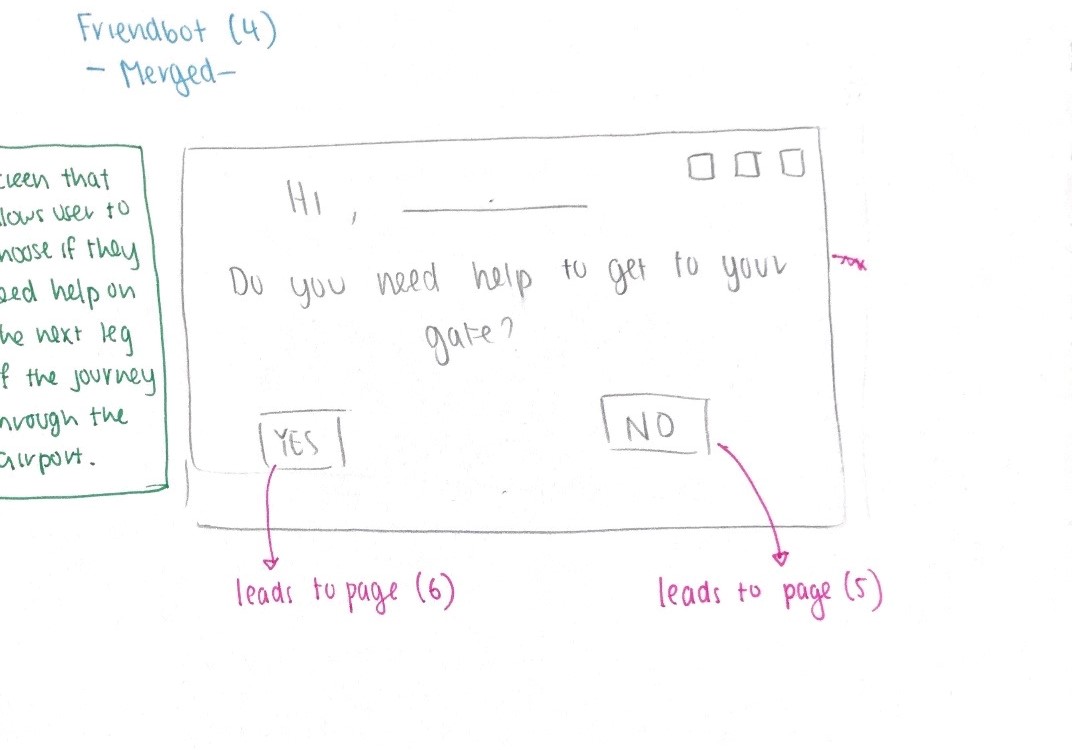 Friendbot (4)
- Merged -
creen that
lows user to
hoose if they
eed help on
he next leg
f the journey
hrough the
airport.
Hi, ____________
Do you need help to get to your
gate?
YES
NO
leads to page (6)
leads to page (5)